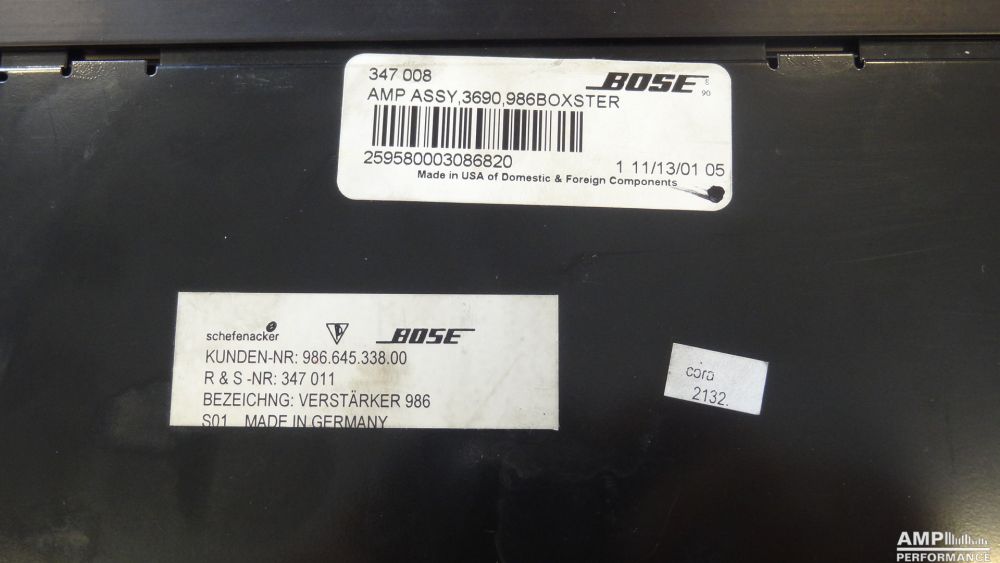 347 008
BOSE
S
90
AMP ASSY,3690,986BOXSTER
259580003086820
1 11/13/01 05
Made in USA of Domestic & Foreign Components
schefenacker
BOSE
KUNDEN-NR: 986.645.338.00
R & S -NR: 347 011
BEZEICHNG: VERSTÄRKER 986
S01 MADE IN GERMANY
cora
2132.
AMP
PERFORMANCE